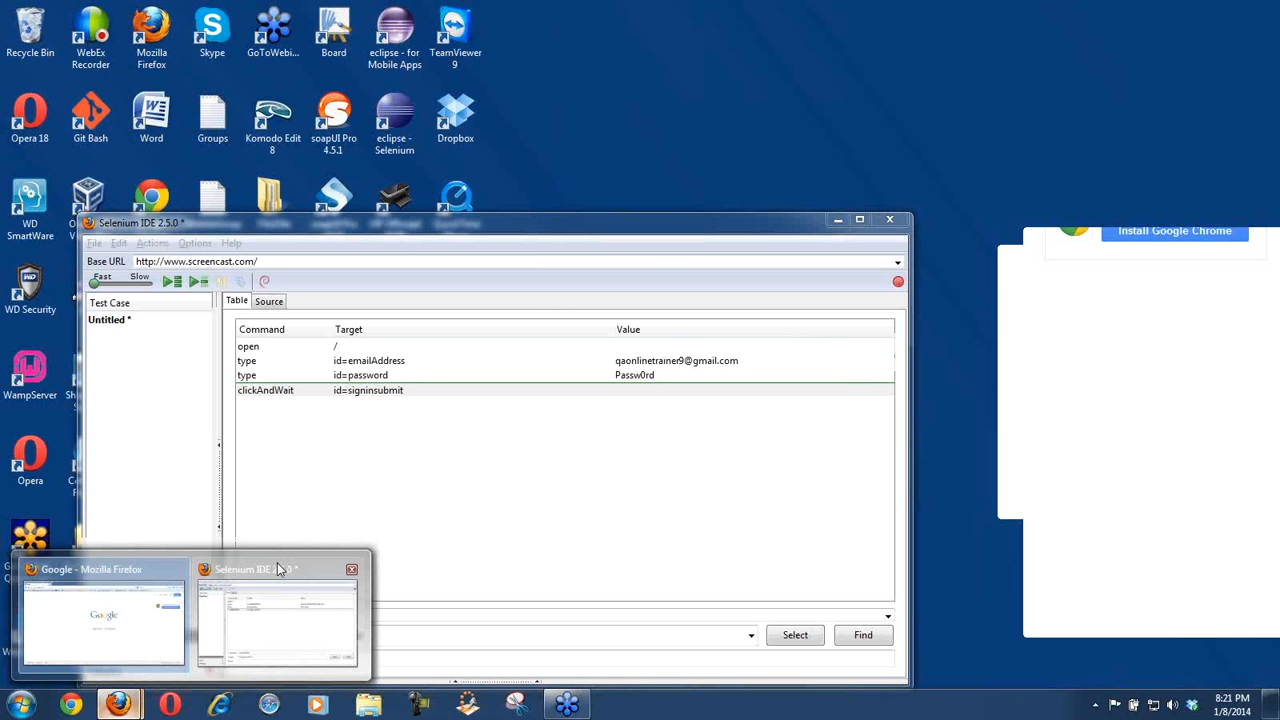 Recycle Bin
WebEx Recorder
Mozilla Firefox
Skype
GoToWebi...
Board
eclipse - for Mobile Apps
TeamViewer 9
Opera 18
Git Bash
Word
Groups
Komodo Edit 8
soapUI Pro 4.5.1
eclipse - Selenium
Dropbox
WD SmartWare
Selenium IDE 2.5.0 *
File Edit Actions Options Help
Base URL http://www.screencast.com/
Fast Slow
Test Case
Untitled *
Table Source
Command Target Value
open /
type id=emailAddress qaonlinetrainer9@gmail.com
type id=password Passw0rd
clickAndWait id=signinsubmit
Select Find
Install Google Chrome
WD Security
WampServer
Opera
Google - Mozilla Firefox
Selenium IDE
Google
8:21 PM
1/8/2014